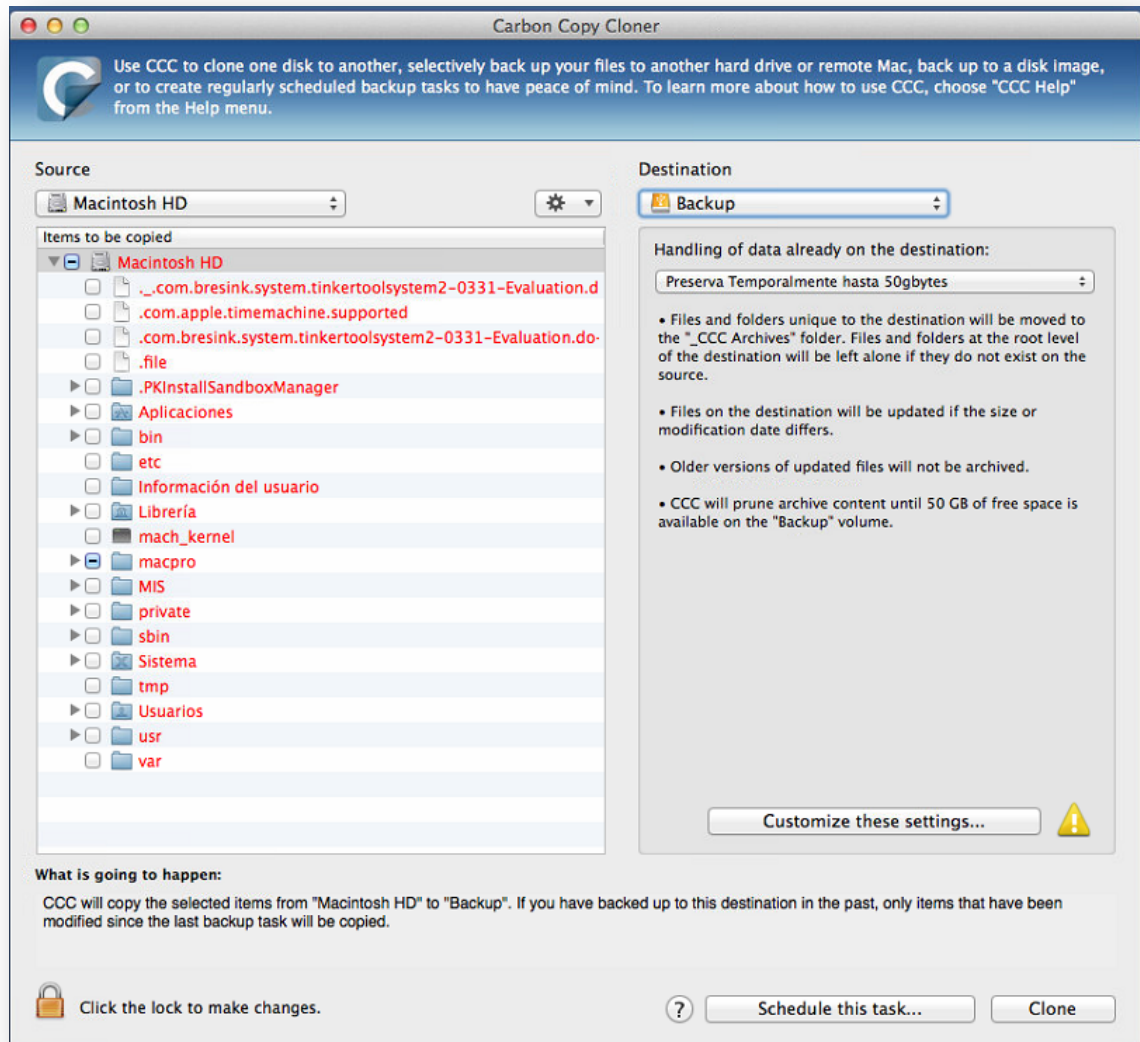 Carbon Copy Cloner
Use CCC to clone one disk to another, selectively back up your files to another hard drive or remote Mac, back up to a disk image,
or to create regularly scheduled backup tasks to have peace of mind. To learn more about how to use CCC, choose "CCC Help"
from the Help menu.
Source
Macintosh HD
Items to be copied
Macintosh HD
._.com.bresink.system.tinkertoolsystem2-0331-Evaluation.d
.com.apple.timemachine.supported
.com.bresink.system.tinkertoolsystem2-0331-Evaluation.do-
.file
.PKInstallSandboxManager
Aplicaciones
bin
etc
Información del usuario
Librería
mach_kernel
macpro
MIS
private
sbin
Sistema
tmp
Usuarios
usr
var
Destination
Backup
Handling of data already on the destination:
Preserva Temporalmente hasta 50gbytes
• Files and folders unique to the destination will be moved to
the "_CCC Archives" folder. Files and folders at the root level
of the destination will be left alone if they do not exist on the
source.
• Files on the destination will be updated if the size or
modification date differs.
• Older versions of updated files will not be archived.
• CCC will prune archive content until 50 GB of free space is
available on the "Backup" volume.
Customize these settings...
What is going to happen:
CCC will copy the selected items from "Macintosh HD" to "Backup". If you have backed up to this destination in the past, only items that have been
modified since the last backup task will be copied.
Click the lock to make changes.
?
Schedule this task...
Clone